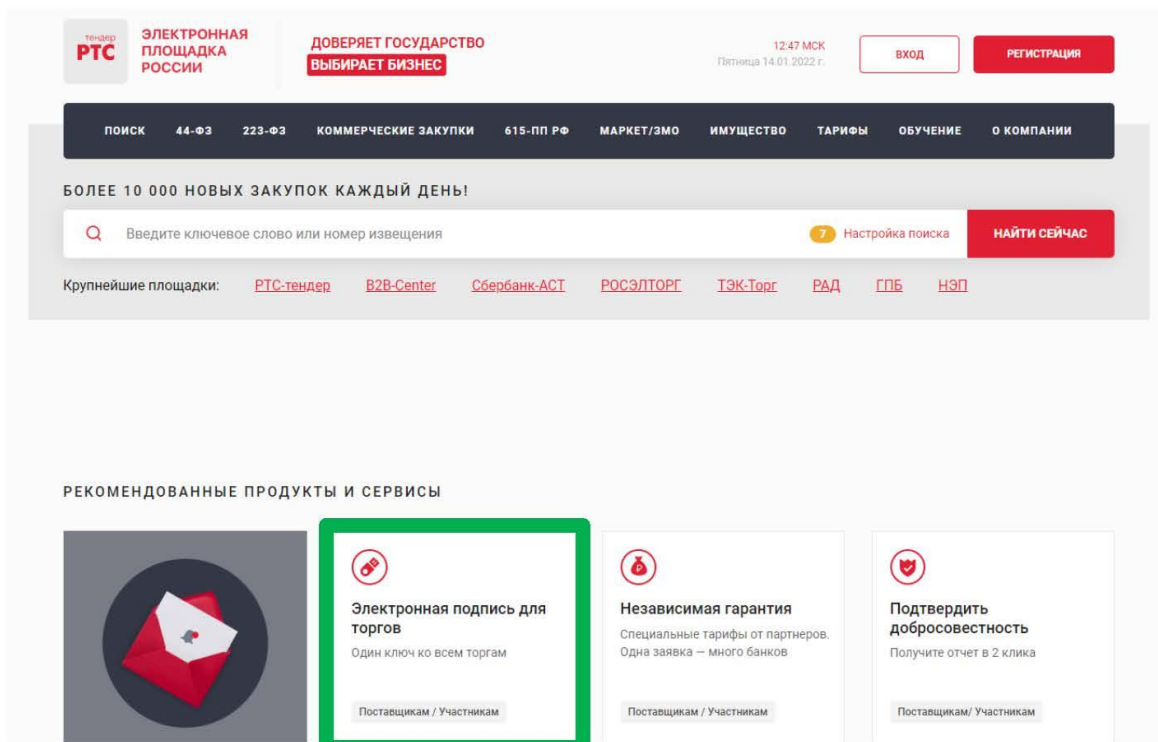 тендер
РТС
ЭЛЕКТРОННАЯ
ПЛОЩАДКА
РОССИИ
ДОВЕРЯЕТ ГОСУДАРСТВО
ВЫБИРАЕТ БИЗНЕС
12:47 МСК
Пятница 14.01.2022 г.
ВХОД
РЕГИСТРАЦИЯ
ПОИСК 44-ФЗ 223-ФЗ КОММЕРЧЕСКИЕ ЗАКУПКИ 615-ПП РФ МАРКЕТ/ЗМО ИМУЩЕСТВО ТАРИФЫ ОБУЧЕНИЕ О КОМПАНИИ
БОЛЕЕ 10 000 НОВЫХ ЗАКУПОК КАЖДЫЙ ДЕНЬ!
Введите ключевое слово или номер извещения 7 Настройка поиска НАЙТИ СЕЙЧАС
Крупнейшие площадки: РТС-тендер B2B-Center Сбербанк-АСТ РОСЭЛТОРГ ТЭК-Торг РАД ГПБ НЭП
РЕКОМЕНДОВАННЫЕ ПРОДУКТЫ И СЕРВИСЫ
Электронная подпись для
торгов
Один ключ ко всем торгам
Поставщикам / Участникам
Независимая гарантия
Специальные тарифы от партнеров.
Одна заявка — много банков
Поставщикам / Участникам
Подтвердить
добросовестность
Получите отчет в 2 клика
Поставщикам/ Участникам